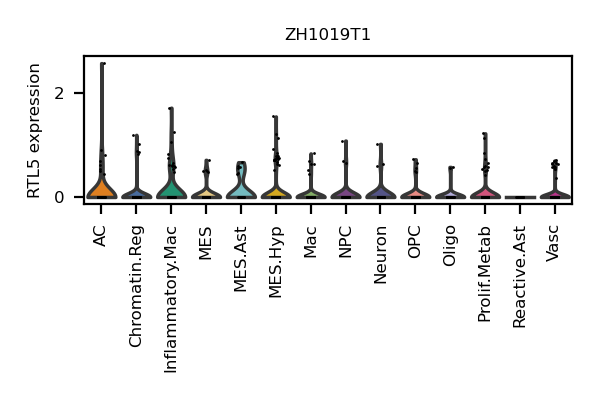 ZH1019T1
RTL5 expression
2
0
AC
Chromatin.Reg
Inflammatory.Mac
MES
MES.Ast
MES.Hyp
Mac
NPC
Neuron
OPC
Oligo
Prolif.Metab
Reactive.Ast
Vasc